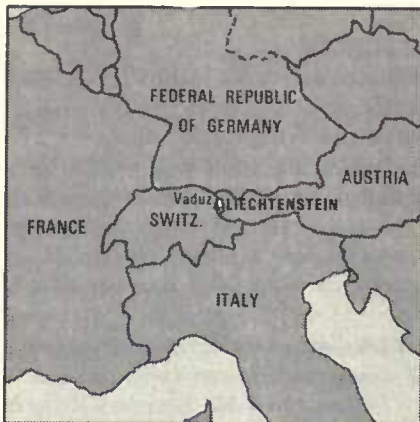 FEDERAL REPUBLIC
OF GERMANY
AUSTRIA
Vaduz
LIECHTENSTEIN
SWITZ.
FRANCE
ITALY